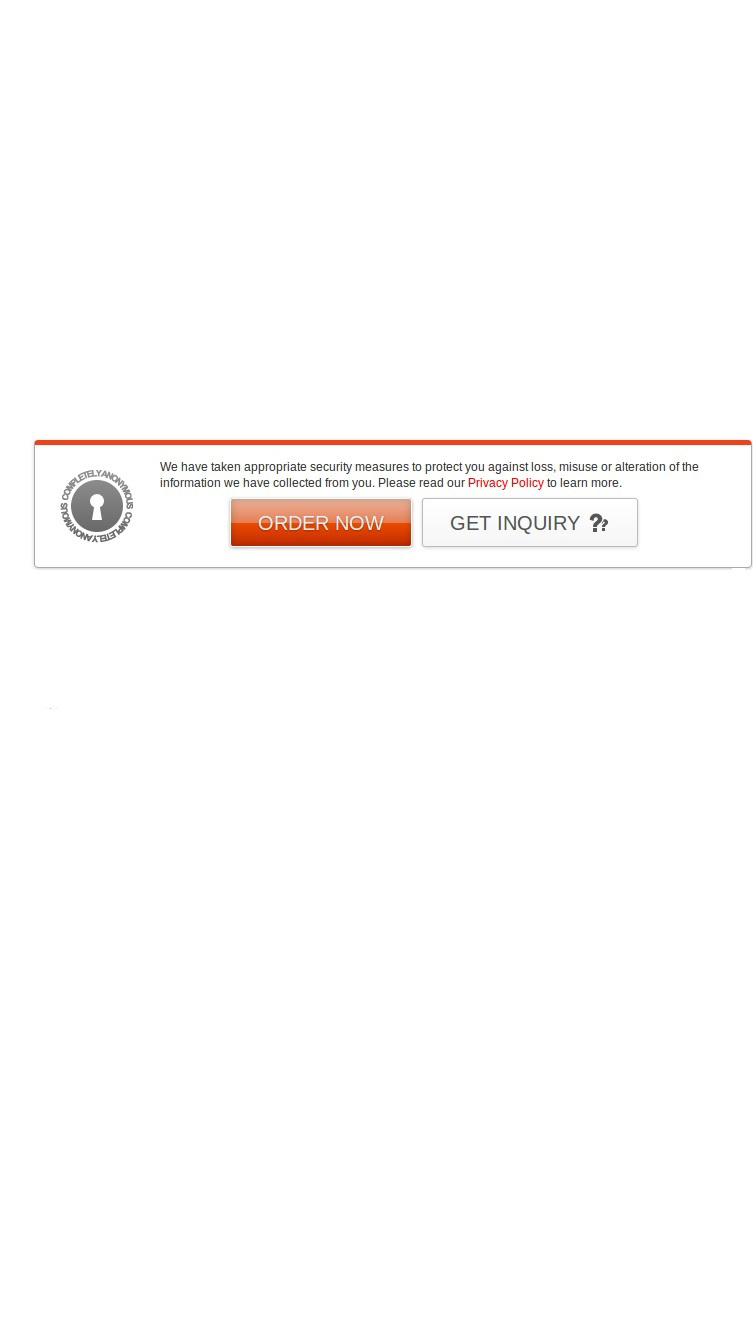 We have taken appropriate security measures to protect you against loss, misuse or alteration of the
information we have collected from you. Please read our Privacy Policy to learn more.
COMPLETELY ANONYMOUS COMPLETELY ANONYMOUS
ORDER NOW
GET INQUIRY ??